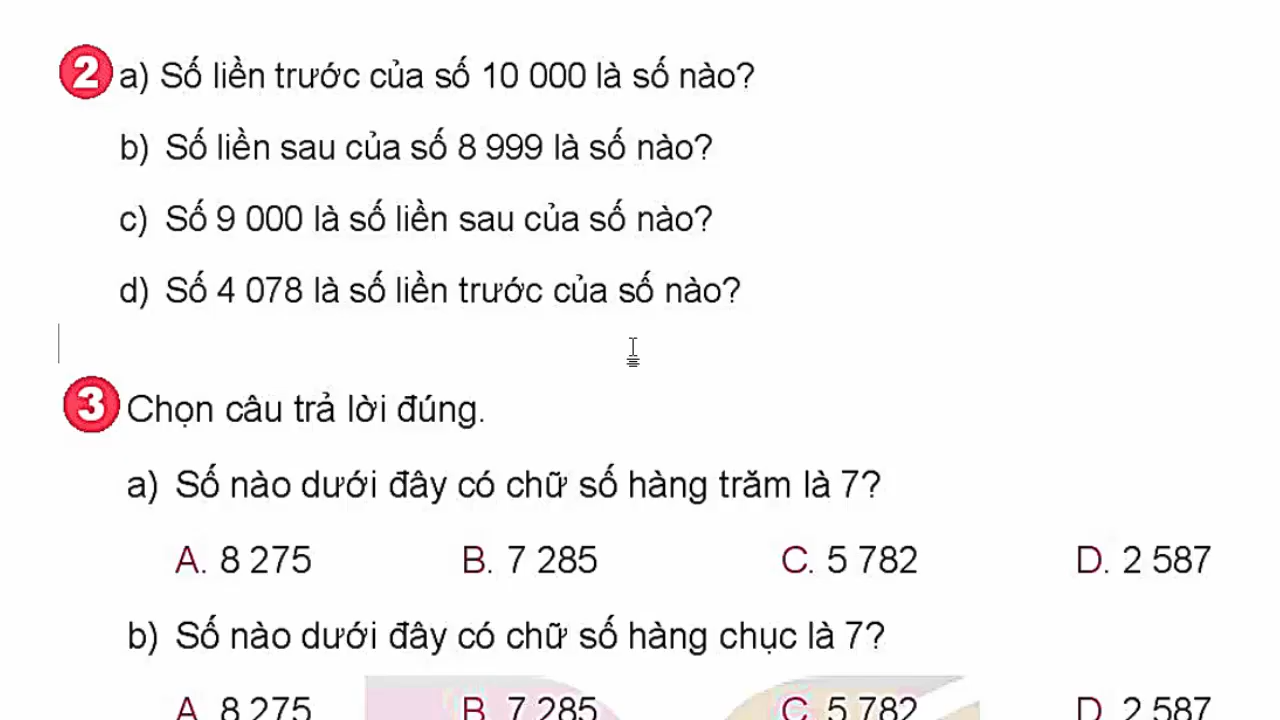 2 a) Số liền trước của số 10 000 là số nào?
b) Số liền sau của số 8 999 là số nào?
c) Số 9 000 là số liền sau của số nào?
d) Số 4 078 là số liền trước của số nào?
3 Chọn câu trả lời đúng.
a) Số nào dưới đây có chữ số hàng trăm là 7?
A. 8 275 B. 7 285 C. 5 782 D. 2 587
b) Số nào dưới đây có chữ số hàng chục là 7?
A. 8 275 B. 7 285 C. 5 782 D. 2 587